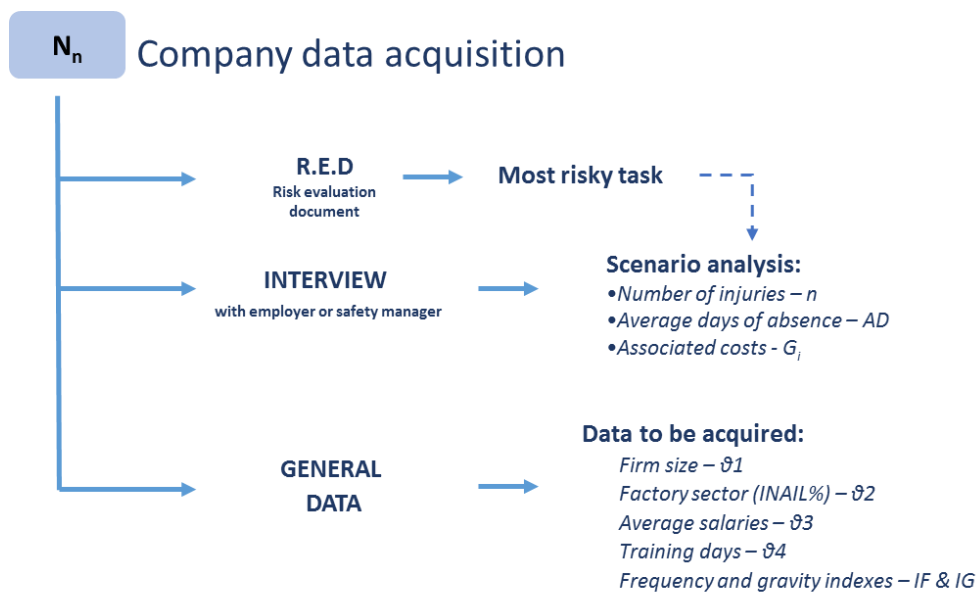 Nn
Company data acquisition
R.E.D
Risk evaluation
document
Most risky task
INTERVIEW
with employer or safety manager
Scenario analysis:
•Number of injuries – n
•Average days of absence – AD
•Associated costs - Gi
GENERAL
DATA
Data to be acquired:
Firm size – ϑ1
Factory sector (INAIL%) – ϑ2
Average salaries – ϑ3
Training days – ϑ4
Frequency and gravity indexes – IF & IG